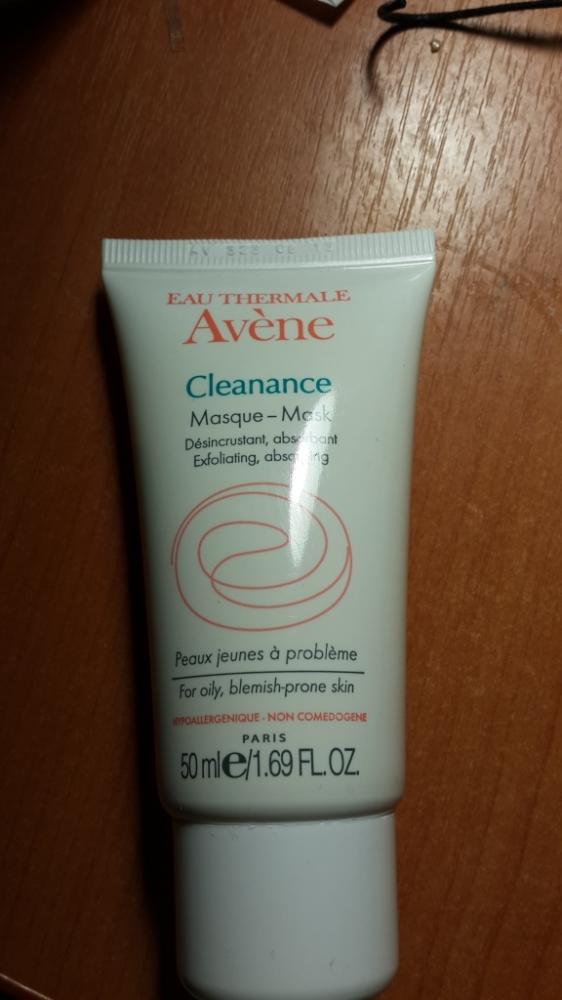 EAU THERMALE
Avène
Cleanance
Masque – Mask
Désincrustant, absorbant
Exfoliating, absorbing
Peaux jeunes à problème
For oily, blemish-prone skin
HYPOALLERGENIQUE - NON COMEDOGENE
PARIS
50 ml e/1.69 FL. OZ.